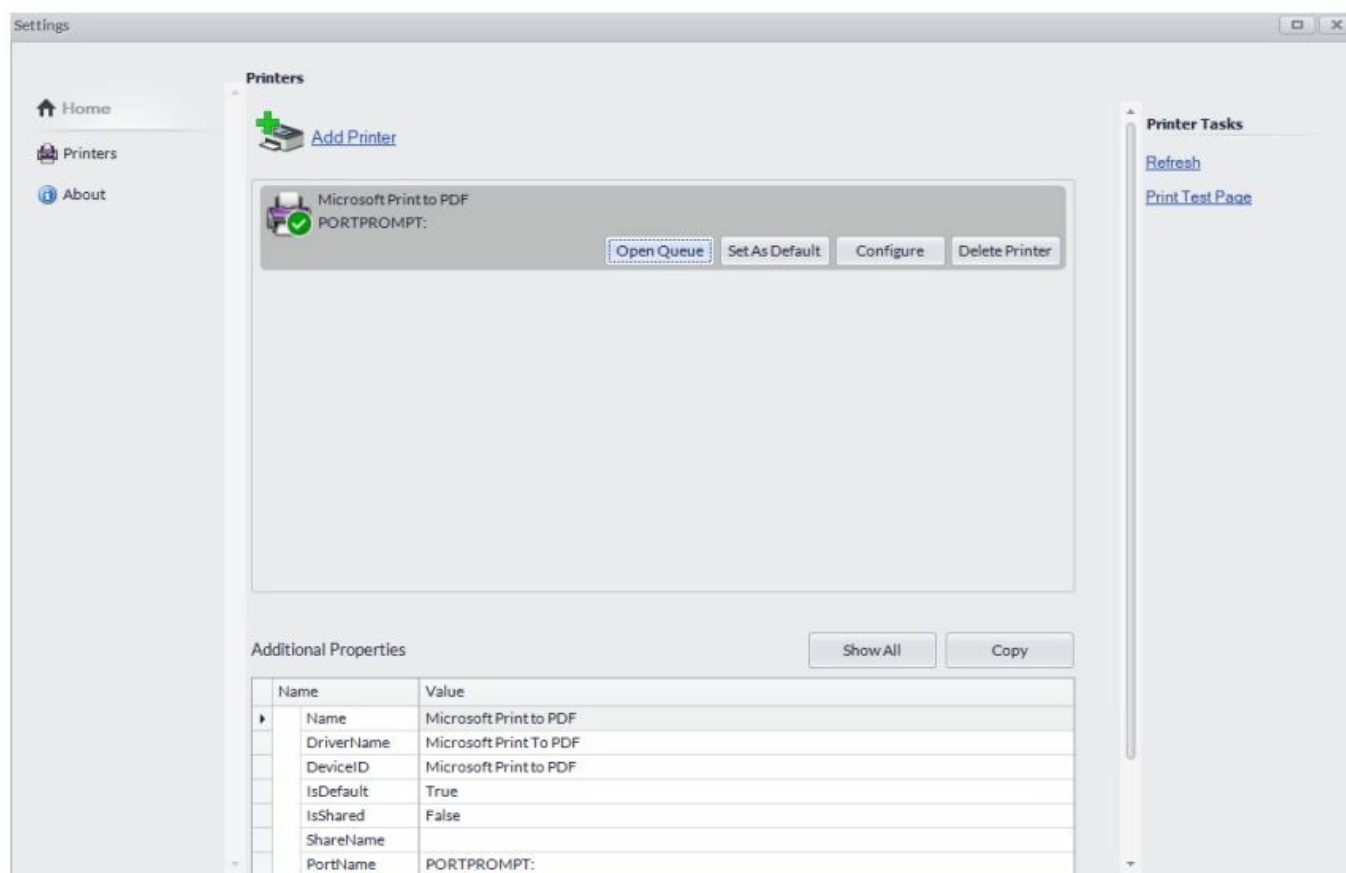 Settings
Home
Printers
About
Printers
Add Printer
Microsoft Print to PDF
PORTPROMPT:
Open Queue Set As Default Configure Delete Printer
Printer Tasks
Refresh
Print Test Page
Additional Properties Show All Copy
Name Value
Name Microsoft Print to PDF
DriverName Microsoft Print To PDF
DeviceID Microsoft Print to PDF
IsDefault True
IsShared False
ShareName
PortName PORTPROMPT: